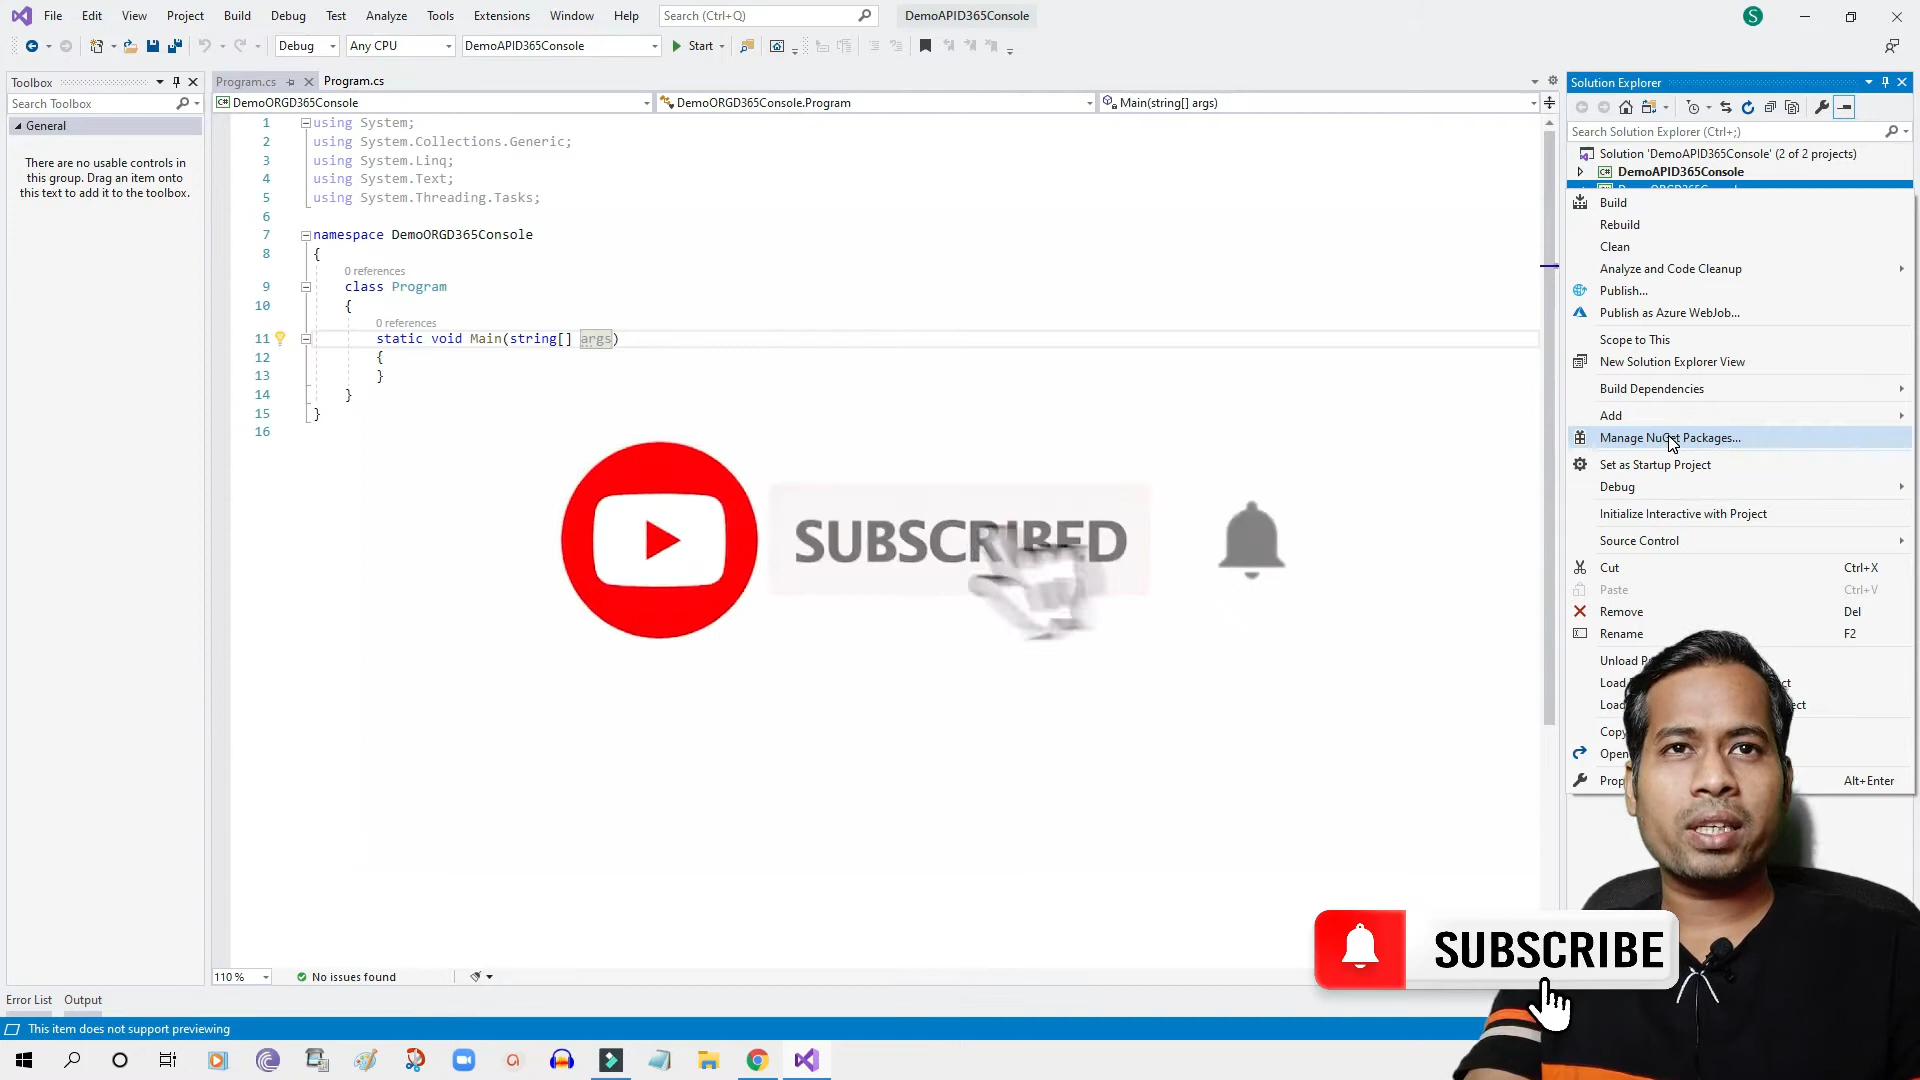 File Edit View Project Build Debug Test Analyze Tools Extensions Window Help Search (Ctrl+Q) DemoAPID365Console S
Debug Any CPU DemoAPID365Console Start
Toolbox
Search Toolbox
General
There are no usable controls in
this group. Drag an item onto
this text to add it to the toolbox.
Program.cs Program.cs
DemoORGD365Console DemoORGD365Console.Program Main(string[] args)
1 using System;
2 using System.Collections.Generic;
3 using System.Linq;
4 using System.Text;
5 using System.Threading.Tasks;
6
7 namespace DemoORGD365Console
8 {
0 references
9 class Program
10 {
0 references
11 static void Main(string[] args)
12 {
13 }
14 }
15 }
16
SUBSCRIBED
Solution Explorer
Search Solution Explorer (Ctrl+;)
Solution 'DemoAPID365Console' (2 of 2 projects)
DemoAPID365Console
Build
Rebuild
Clean
Analyze and Code Cleanup
Publish...
Publish as Azure WebJob...
Scope to This
New Solution Explorer View
Build Dependencies
Add
Manage NuGet Packages...
Set as Startup Project
Debug
Initialize Interactive with Project
Source Control
Cut Ctrl+X
Paste Ctrl+V
Remove Del
Rename F2
Unload
Load
Load
Copy
Open
Alt+Enter
SUBSCRIBE
110 % No issues found
Error List Output
This item does not support previewing